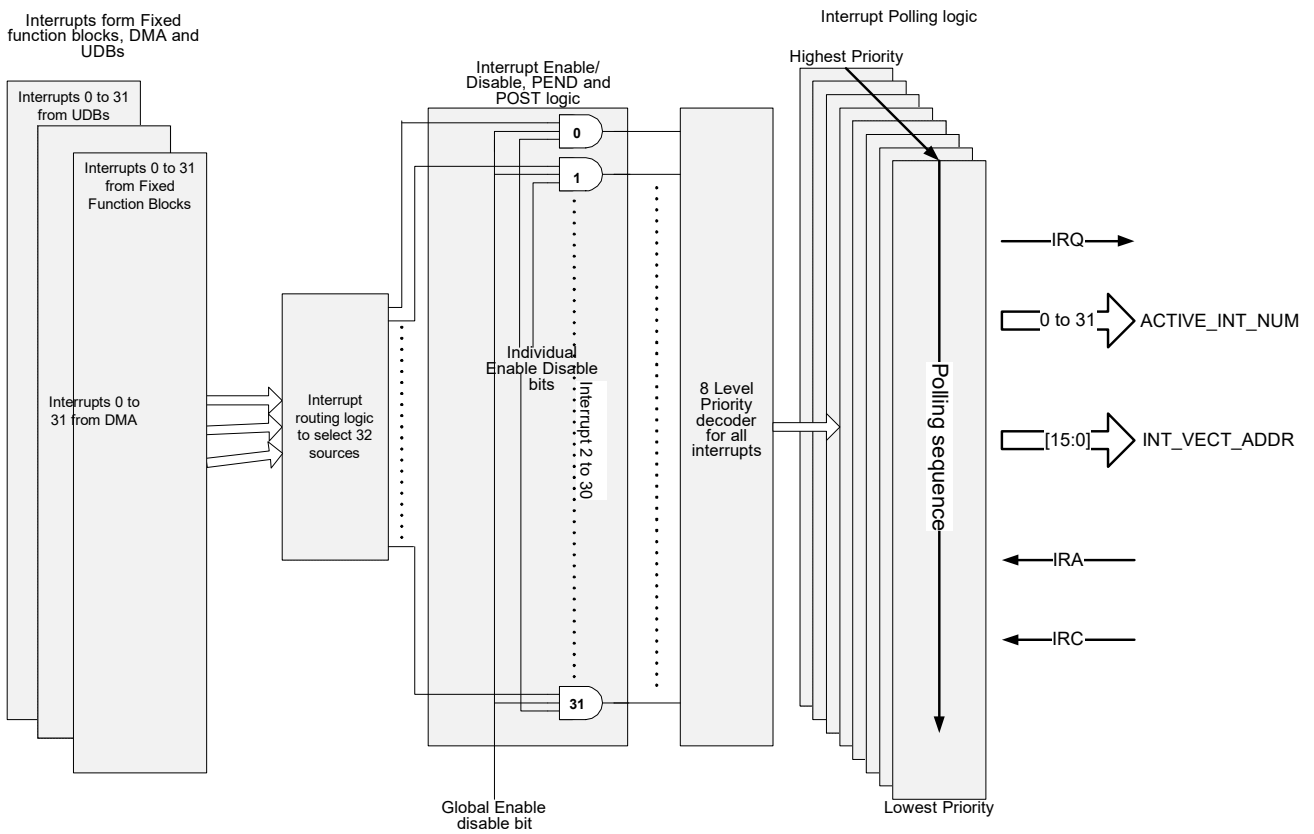 Interrupts form Fixed
function blocks, DMA and
UDBs
Interrupt Polling logic
Highest Priority
Interrupt Enable/
Disable, PEND and
POST logic
Interrupts 0 to 31
from UDBs
Interrupts 0 to 31
from Fixed
Function Blocks
Interrupts 0 to
31 from DMA
Interrupt
routing logic
to select 32
sources
0
1
Individual
Enable Disable
bits
Interrupt 2 to 30
31
Global Enable
disable bit
8 Level
Priority
decoder
for all
interrupts
Polling sequence
Lowest Priority
IRQ
0 to 31 ACTIVE_INT_NUM
[15:0] INT_VECT_ADDR
IRA
IRC